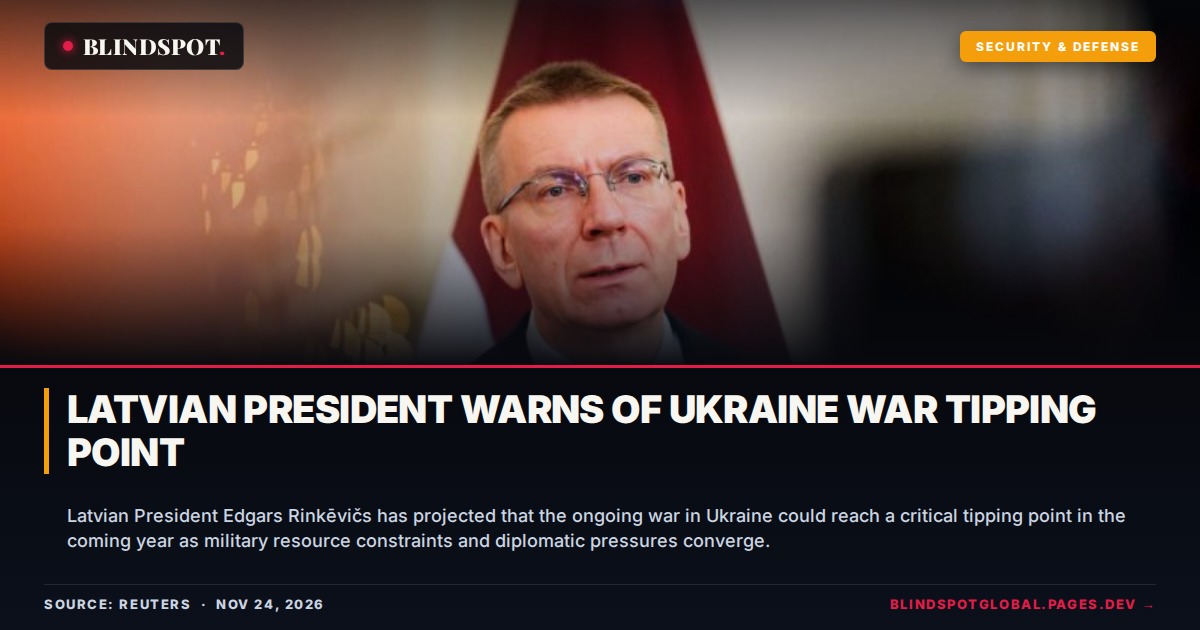 BLINDSPOT.
SECURITY & DEFENSE
LATVIAN PRESIDENT WARNS OF UKRAINE WAR TIPPING
POINT
Latvian President Edgars Rinkēvičs has projected that the ongoing war in Ukraine could reach a critical tipping point in the
coming year as military resource constraints and diplomatic pressures converge.
SOURCE: REUTERS · NOV 24, 2026
BLINDSPOTGLOBAL.PAGES.DEV →